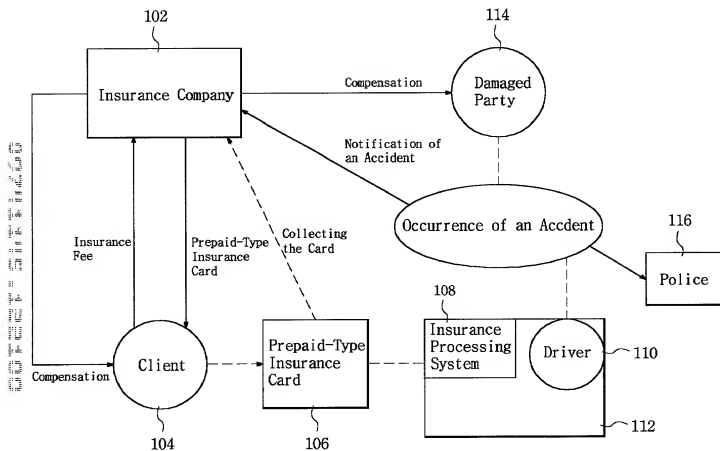 102
114
Insurance Company
Compensation
Damaged
Party
Notification of
an Accident
Occurrence of an Accdent
116
Police
Insurance
Fee
Prepaid-Type
Insurance
Card
Collecting
the Card
108
Insurance
Processing
System
Driver
110
Prepaid-Type
Insurance
Card
Client
Compensation
104
106
112